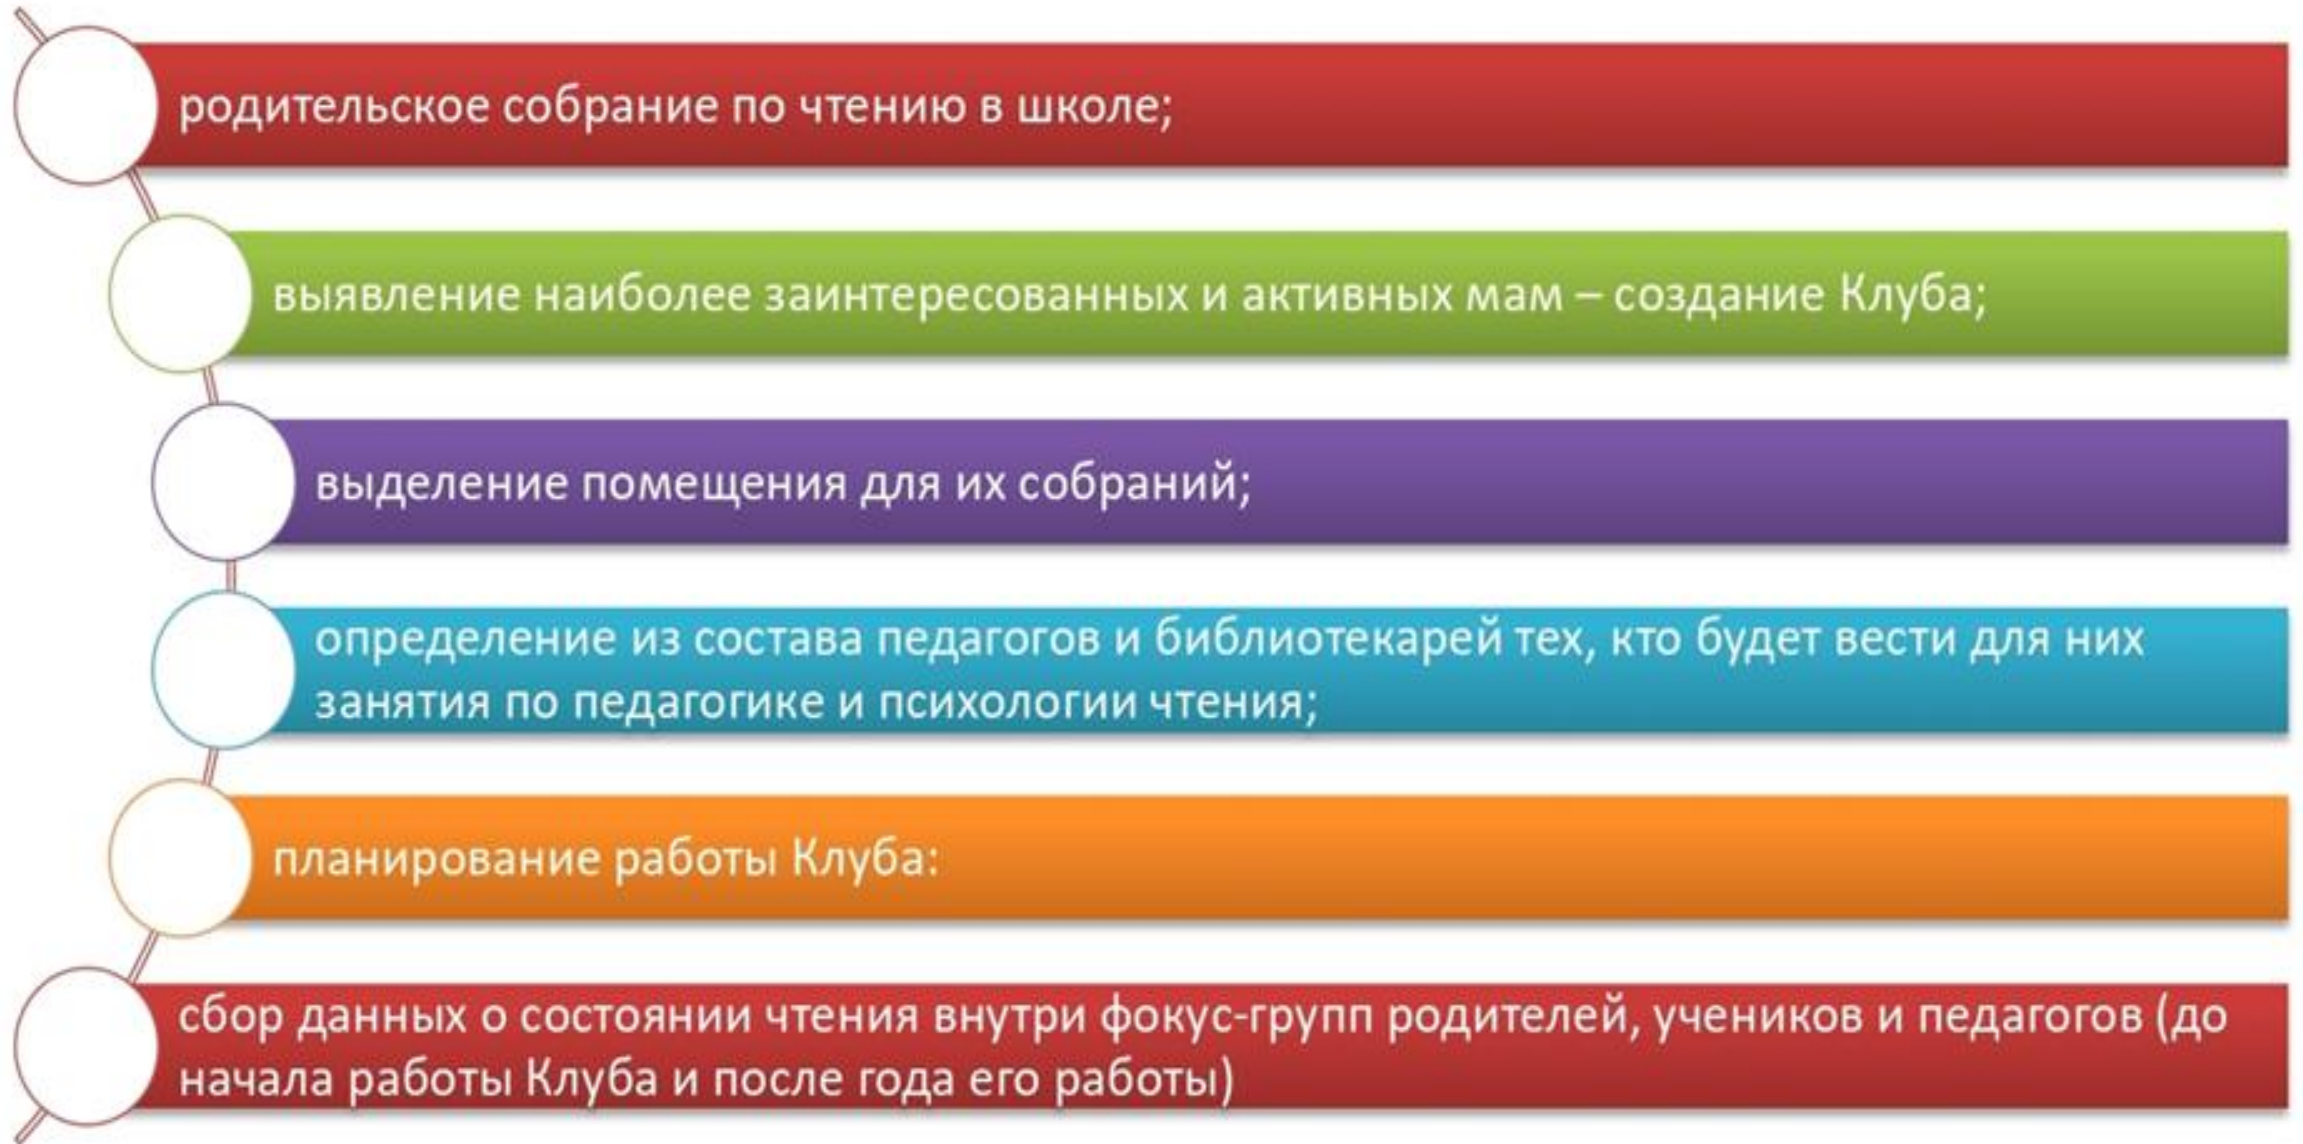 родительское собрание по чтению в школе;
выявление наиболее заинтересованных и активных мам – создание Клуба;
выделение помещения для их собраний;
определение из состава педагогов и библиотекарей тех, кто будет вести для них
занятия по педагогике и психологии чтения;
планирование работы Клуба:
сбор данных о состоянии чтения внутри фокус-групп родителей, учеников и педагогов (до
начала работы Клуба и после года его работы)